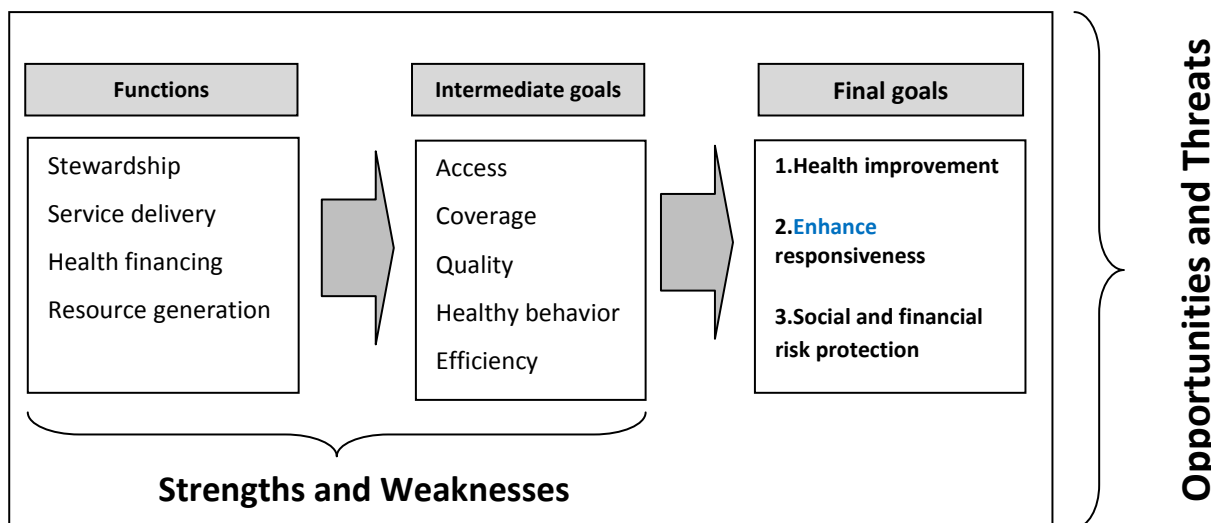 Functions
Stewardship
Service delivery
Health financing
Resource generation
Intermediate goals
Access
Coverage
Quality
Healthy behavior
Efficiency
Final goals
1.Health improvement
2.Enhance
responsiveness
3.Social and financial
risk protection
Strengths and Weaknesses
Opportunities and Threats